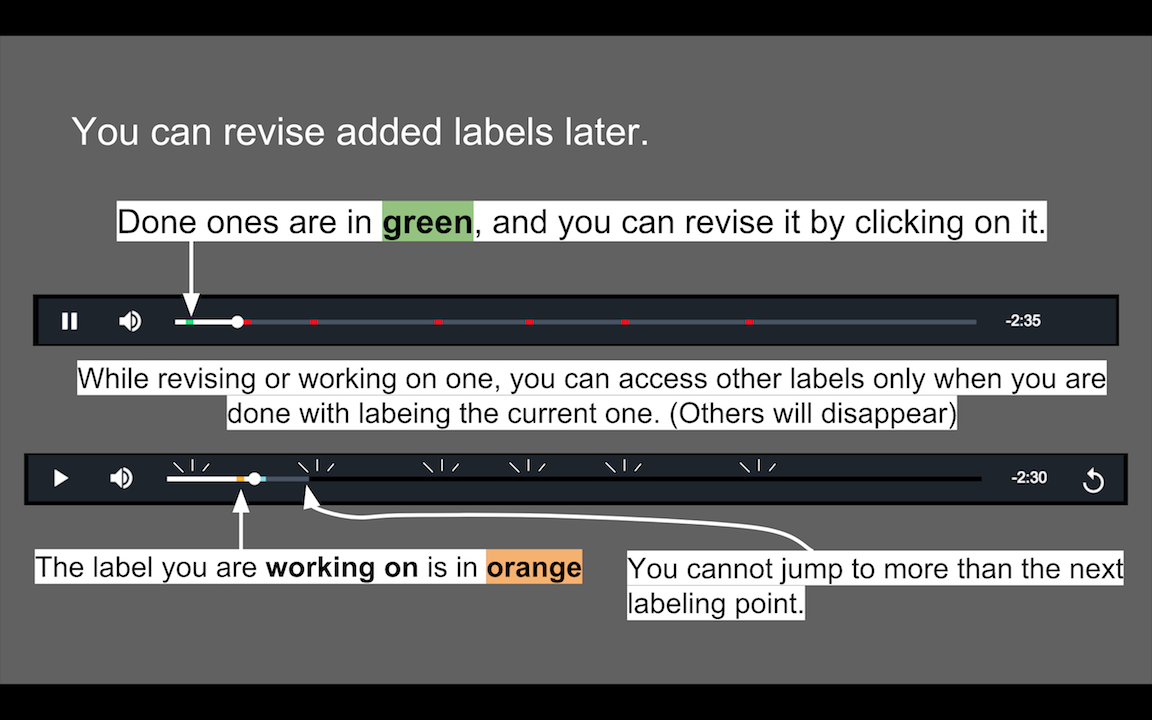 You can revise added labels later.
Done ones are in green, and you can revise it by clicking on it.
-2:35
While revising or working on one, you can access other labels only when you are
done with labeing the current one. (Others will disappear)
-2:30
The label you are working on is in orange
You cannot jump to more than the next
labeling point.